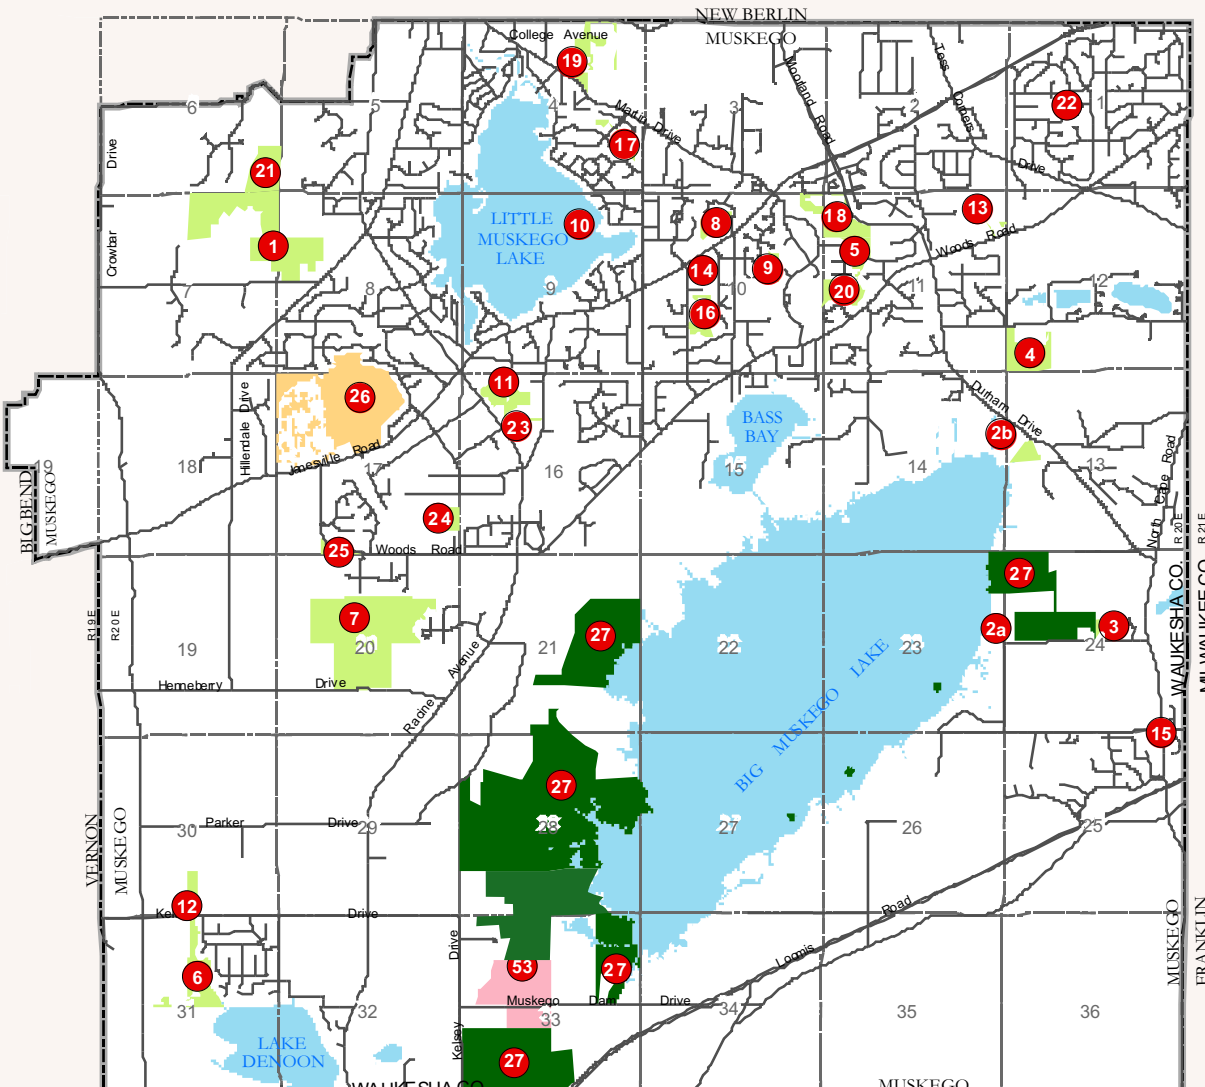 NEW BERLIN
MUSKEGO
College Avenue
19
Martin Drive
Moorland Road
Tess Corners Drive
22
1
2
3
4
5
6
17
Drive
21
Crowbar
1
LITTLE
MUSKEGO
LAKE
10
8
18
13
5
Woods Road
14
9
10
20
11
12
7
8
9
16
4
11
26
23
Hillendale Drive
Janesville Road
Durham Drive
2b
BASS
BAY
19
18
17
16
15
14
13
BIG BEND
MUSKEGO
North Cape Road
R 20 E
R 21 E
24
25
Woods Road
27
7
27
2a
3
R 19 E
R 20 E
19
20
21
22
23
24
WAUKESHA CO.
MILWAUKEE CO.
Henneberry Drive
Racine Avenue
BIG MUSKEGO LAKE
15
27
VERNON
MUSKEGO
30
Parker Drive
29
28
27
26
25
12
Drive
Loomis Road
Kelsey Drive
53
27
6
Muskego Dam Drive
31
32
33
34
35
36
LAKE
DENOON
27
MUSKEGO
FRANKLIN
WAUKESHA CO.
MUSKEGO